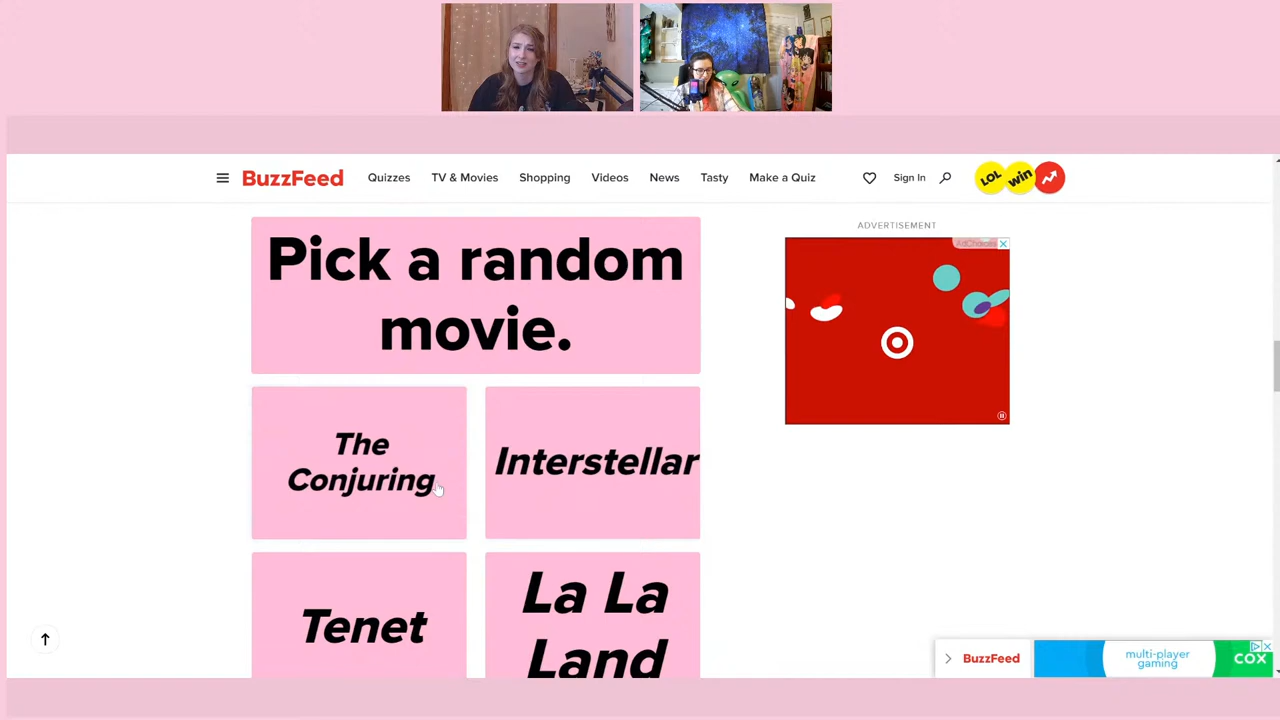 BuzzFeed Quizzes TV & Movies Shopping Videos News Tasty Make a Quiz Sign In LOL win
Pick a random
movie.
ADVERTISEMENT
AdChoices
The
Conjuring
Interstellar
Tenet
La La
Land
BuzzFeed
multi-player
gaming
COX